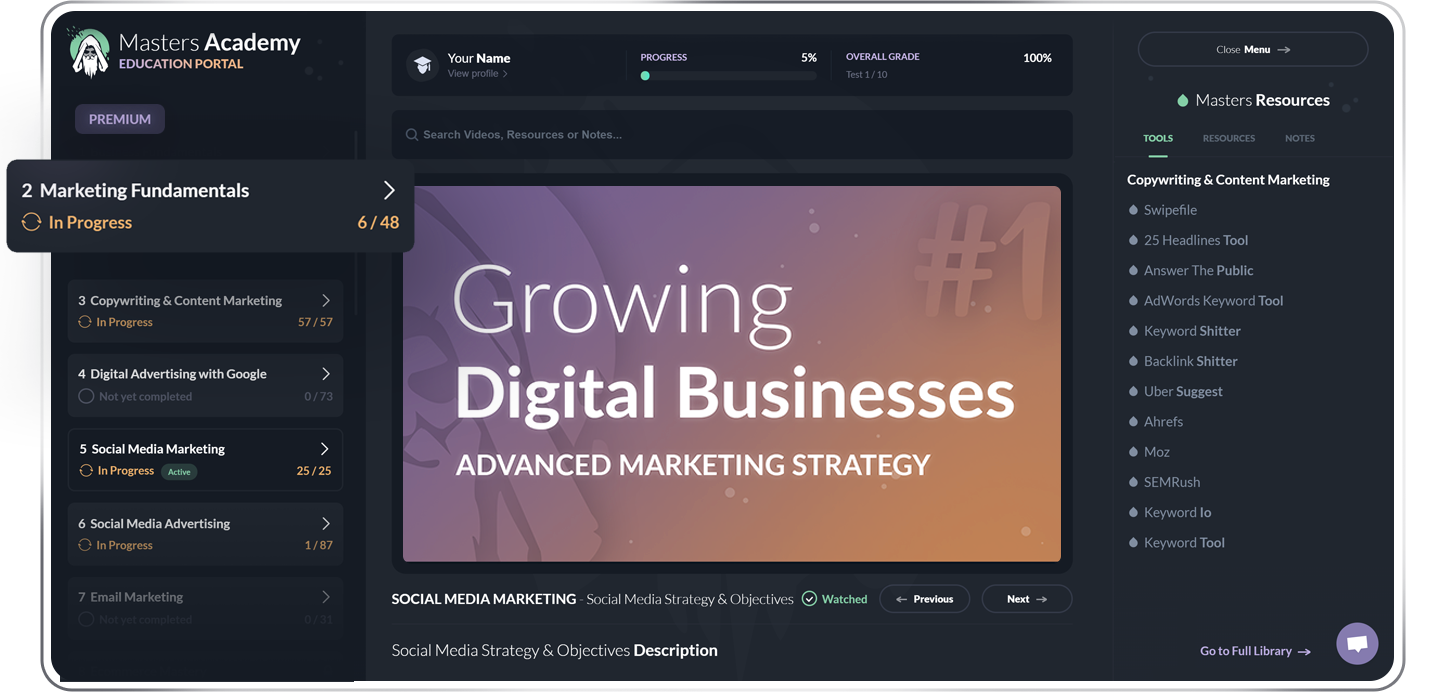 Masters Academy
EDUCATION PORTAL
PREMIUM
2 Marketing Fundamentals
In Progress 6 / 48
3 Copywriting & Content Marketing
In Progress 57 / 57
4 Digital Advertising with Google
Not yet completed 0 / 73
5 Social Media Marketing
In Progress Active 25 / 25
6 Social Media Advertising
In Progress 1 / 87
7 Email Marketing
Not yet completed 0 / 31
Your Name
View profile
PROGRESS 5%
OVERALL GRADE 100%
Test 1 / 10
Search Videos, Resources or Notes...
#1
Growing
Digital Businesses
ADVANCED MARKETING STRATEGY
SOCIAL MEDIA MARKETING - Social Media Strategy & Objectives Watched
Previous
Next
Social Media Strategy & Objectives Description
Close Menu
Masters Resources
TOOLS RESOURCES NOTES
Copywriting & Content Marketing
Swipefile
25 Headlines Tool
Answer The Public
AdWords Keyword Tool
Keyword Shitter
Backlink Shitter
Uber Suggest
Ahrefs
Moz
SEMRush
Keyword Io
Keyword Tool
Go to Full Library